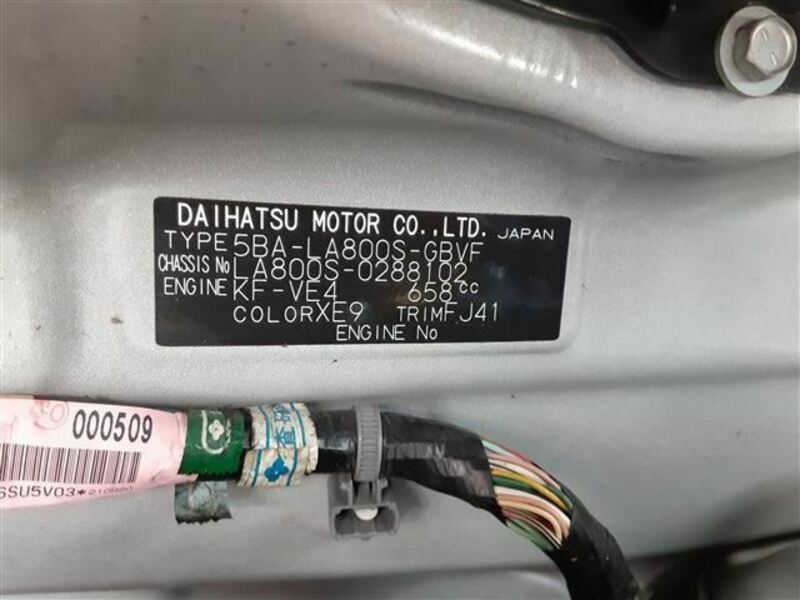 DAIHATSU MOTOR CO.,LTD. JAPAN
TYPE 5BA-LA800S-GBVF
CHASSIS No LA800S-0288102
ENGINE KF-VE4 658cc
COLOR XE9 TRIM FJ41
ENGINE No
000509
SU5V03*